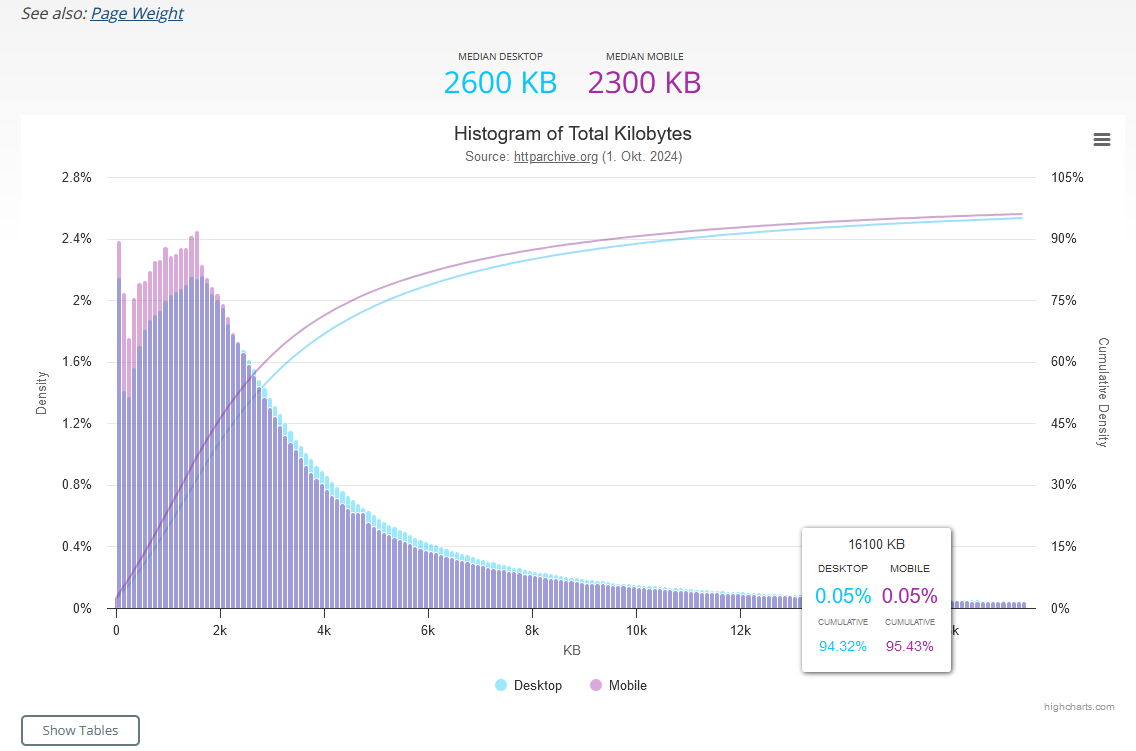 See also: Page Weight
MEDIAN DESKTOP MEDIAN MOBILE
2600 KB 2300 KB
Histogram of Total Kilobytes
Source: httparchive.org (1. Okt. 2024)
2.8% 105%
2.4% 90%
2% 75%
1.6% 60%
1.2% 45%
0.8% 30%
0.4% 15%
0% 0%
Density
Cumulative Density
16100 KB
DESKTOP MOBILE
0.05% 0.05%
CUMULATIVE CUMULATIVE
94.32% 95.43%
0 2k 4k 6k 8k 10k 12k k
KB
Desktop Mobile
highcharts.com
Show Tables